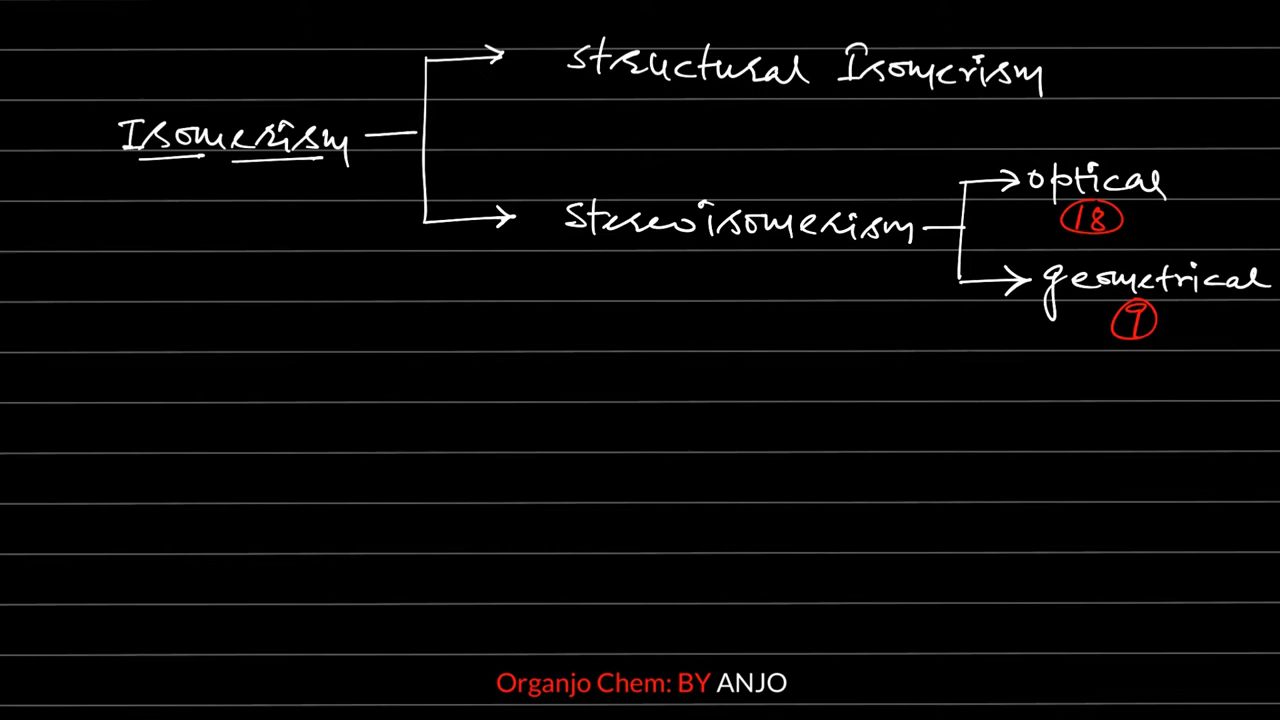 Structural Isomerism
Isomerism
optical
18
Stereoisomerism
geometrical
9
Organjo Chem: BY ANJO